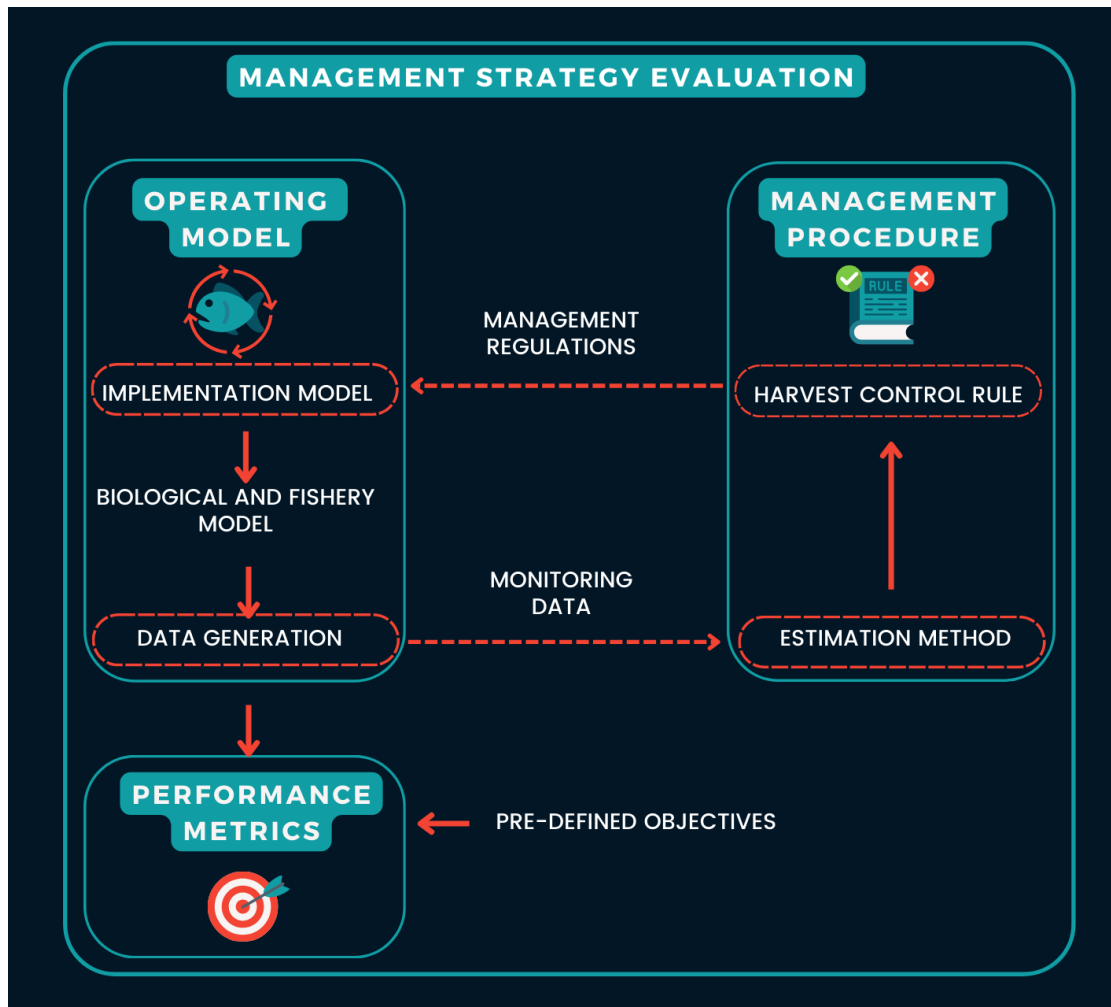 MANAGEMENT STRATEGY EVALUATION
OPERATING
MODEL
IMPLEMENTATION MODEL
BIOLOGICAL AND FISHERY
MODEL
DATA GENERATION
MANAGEMENT
REGULATIONS
MONITORING
DATA
MANAGEMENT
PROCEDURE
RULE
HARVEST CONTROL RULE
ESTIMATION METHOD
PERFORMANCE
METRICS
PRE-DEFINED OBJECTIVES